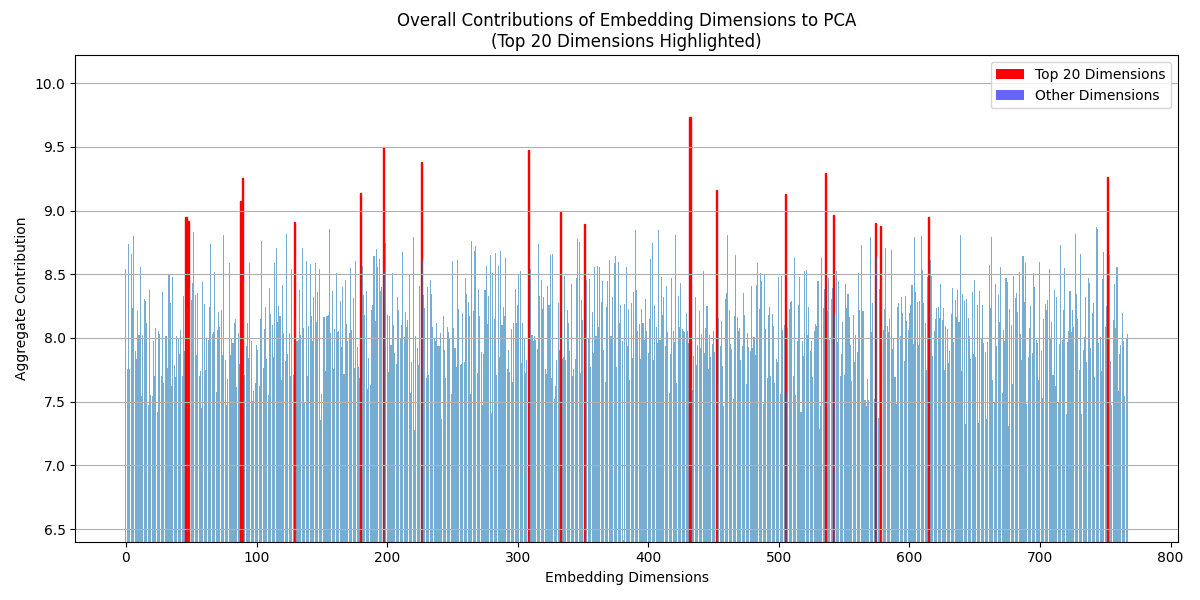 Overall Contributions of Embedding Dimensions to PCA
(Top 20 Dimensions Highlighted)
Top 20 Dimensions
Other Dimensions
Aggregate Contribution
10.0
9.5
9.0
8.5
8.0
7.5
7.0
6.5
0 100 200 300 400 500 600 700 800
Embedding Dimensions